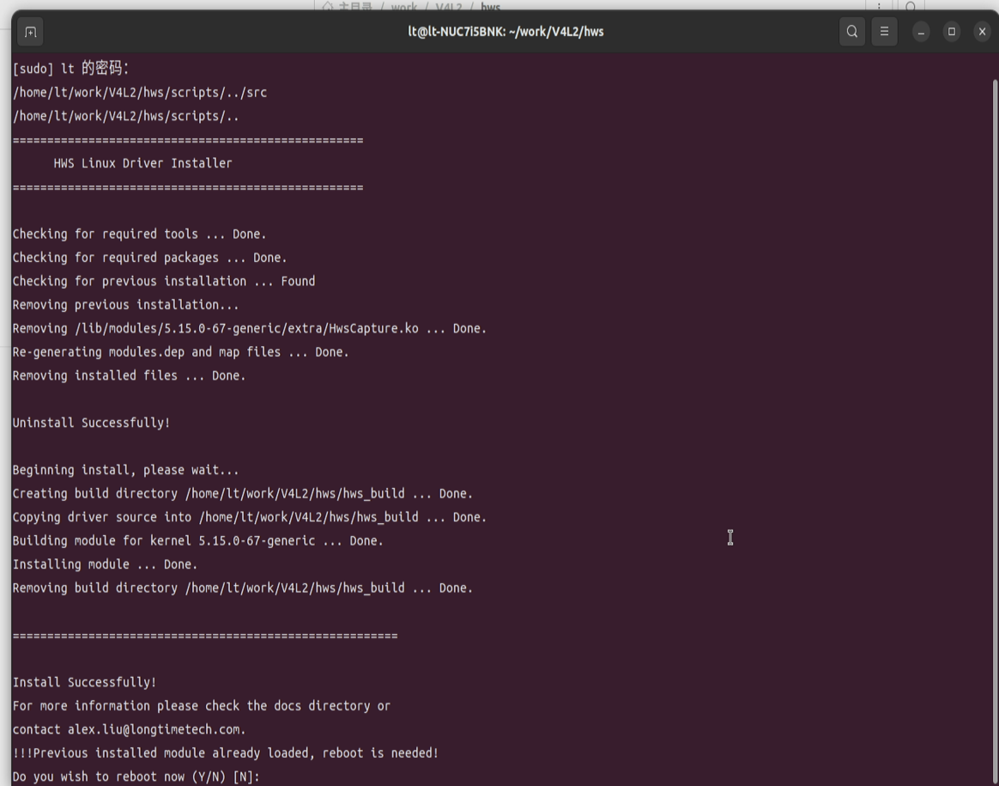 主目录 / work / V4L2 / hws
lt@lt-NUC7i5BNK: ~/work/V4L2/hws
[sudo] lt 的密码：
/home/lt/work/V4L2/hws/scripts/../src
/home/lt/work/V4L2/hws/scripts/..
===================================================
HWS Linux Driver Installer
===================================================
Checking for required tools ... Done.
Checking for required packages ... Done.
Checking for previous installation ... Found
Removing previous installation...
Removing /lib/modules/5.15.0-67-generic/extra/HwsCapture.ko ... Done.
Re-generating modules.dep and map files ... Done.
Removing installed files ... Done.
Uninstall Successfully!
Beginning install, please wait...
Creating build directory /home/lt/work/V4L2/hws/hws_build ... Done.
Copying driver source into /home/lt/work/V4L2/hws/hws_build ... Done.
Building module for kernel 5.15.0-67-generic ... Done.
Installing module ... Done.
Removing build directory /home/lt/work/V4L2/hws/hws_build ... Done.
========================================================
Install Successfully!
For more information please check the docs directory or
contact alex.liu@longtimetech.com.
!!!Previous installed module already loaded, reboot is needed!
Do you wish to reboot now (Y/N) [N]: